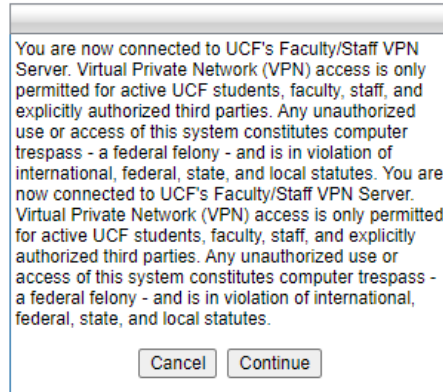 You are now connected to UCF's Faculty/Staff VPN
Server. Virtual Private Network (VPN) access is only
permitted for active UCF students, faculty, staff, and
explicitly authorized third parties. Any unauthorized
use or access of this system constitutes computer
trespass - a federal felony - and is in violation of
international, federal, state, and local statutes. You are
now connected to UCF's Faculty/Staff VPN Server.
Virtual Private Network (VPN) access is only permitted
for active UCF students, faculty, staff, and explicitly
authorized third parties. Any unauthorized use or
access of this system constitutes computer trespass -
a federal felony - and is in violation of international,
federal, state, and local statutes.
Cancel Continue